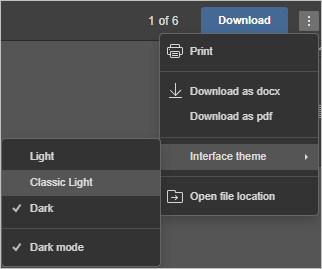 1 of 6 Download
Print
Download as docx
Download as pdf
Interface theme
Open file location
Light
Classic Light
Dark
Dark mode